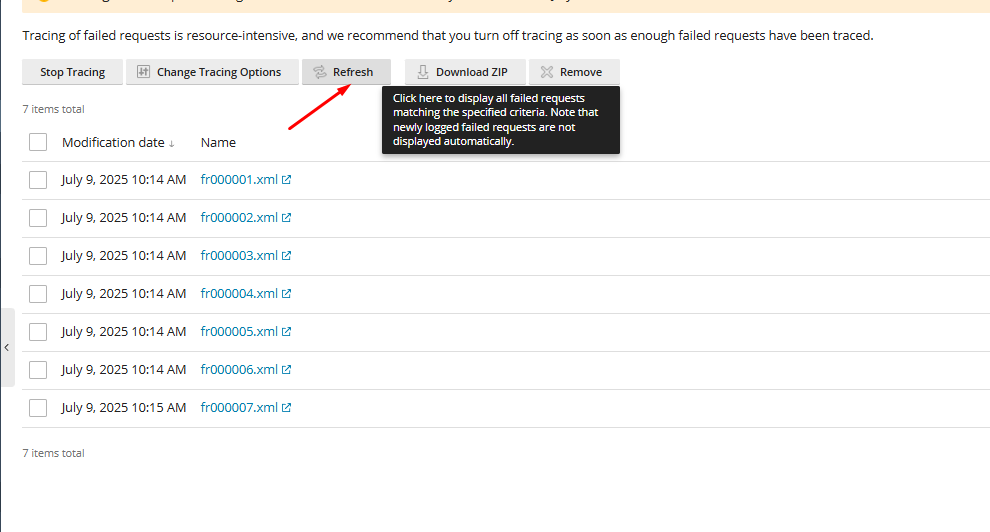 Tracing of failed requests is resource-intensive, and we recommend that you turn off tracing as soon as enough failed requests have been traced.
Stop Tracing Change Tracing Options Refresh Download ZIP Remove
Click here to display all failed requests
matching the specified criteria. Note that
newly logged failed requests are not
displayed automatically.
7 items total
Modification date ↓ Name
July 9, 2025 10:14 AM fr000001.xml
July 9, 2025 10:14 AM fr000002.xml
July 9, 2025 10:14 AM fr000003.xml
July 9, 2025 10:14 AM fr000004.xml
July 9, 2025 10:14 AM fr000005.xml
July 9, 2025 10:14 AM fr000006.xml
July 9, 2025 10:15 AM fr000007.xml
7 items total